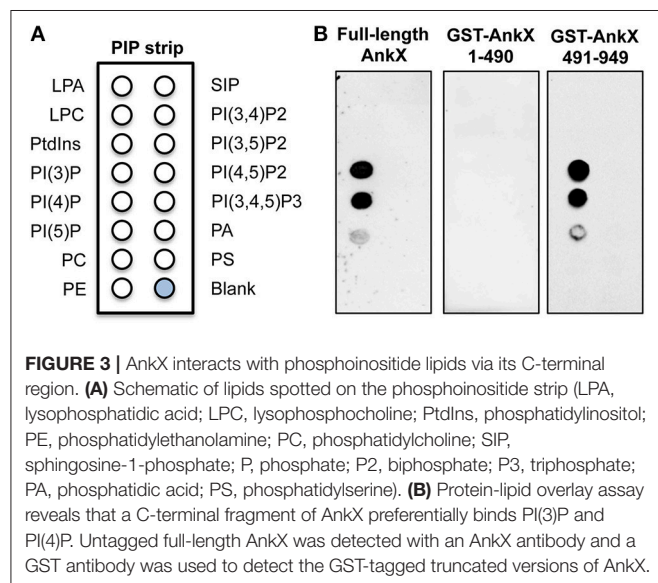 A
PIP strip
LPA SIP
LPC PI(3,4)P2
PtdIns PI(3,5)P2
PI(3)P PI(4,5)P2
PI(4)P PI(3,4,5)P3
PI(5)P PA
PC PS
PE Blank
B
Full-length AnkX
GST-AnkX 1-490
GST-AnkX 491-949
FIGURE 3 | AnkX interacts with phosphoinositide lipids via its C-terminal
region. (A) Schematic of lipids spotted on the phosphoinositide strip (LPA,
lysophosphatidic acid; LPC, lysophosphocholine; PtdIns, phosphatidylinositol;
PE, phosphatidylethanolamine; PC, phosphatidylcholine; SIP,
sphingosine-1-phosphate; P, phosphate; P2, biphosphate; P3, triphosphate;
PA, phosphatidic acid; PS, phosphatidylserine). (B) Protein-lipid overlay assay
reveals that a C-terminal fragment of AnkX preferentially binds PI(3)P and
PI(4)P. Untagged full-length AnkX was detected with an AnkX antibody and a
GST antibody was used to detect the GST-tagged truncated versions of AnkX.